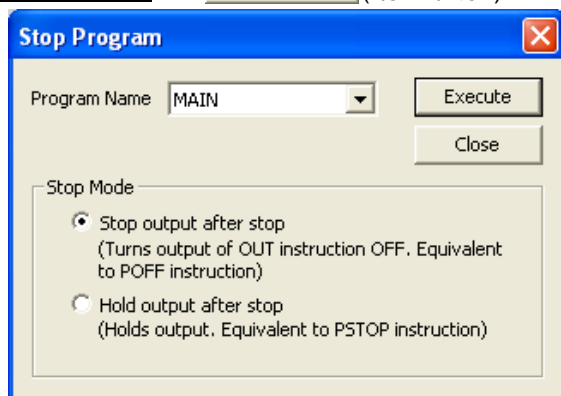 Stop Program
Program Name MAIN Execute
Close
Stop Mode
Stop output after stop
(Turns output of OUT instruction OFF. Equivalent
to POFF instruction)
Hold output after stop
(Holds output. Equivalent to PSTOP instruction)